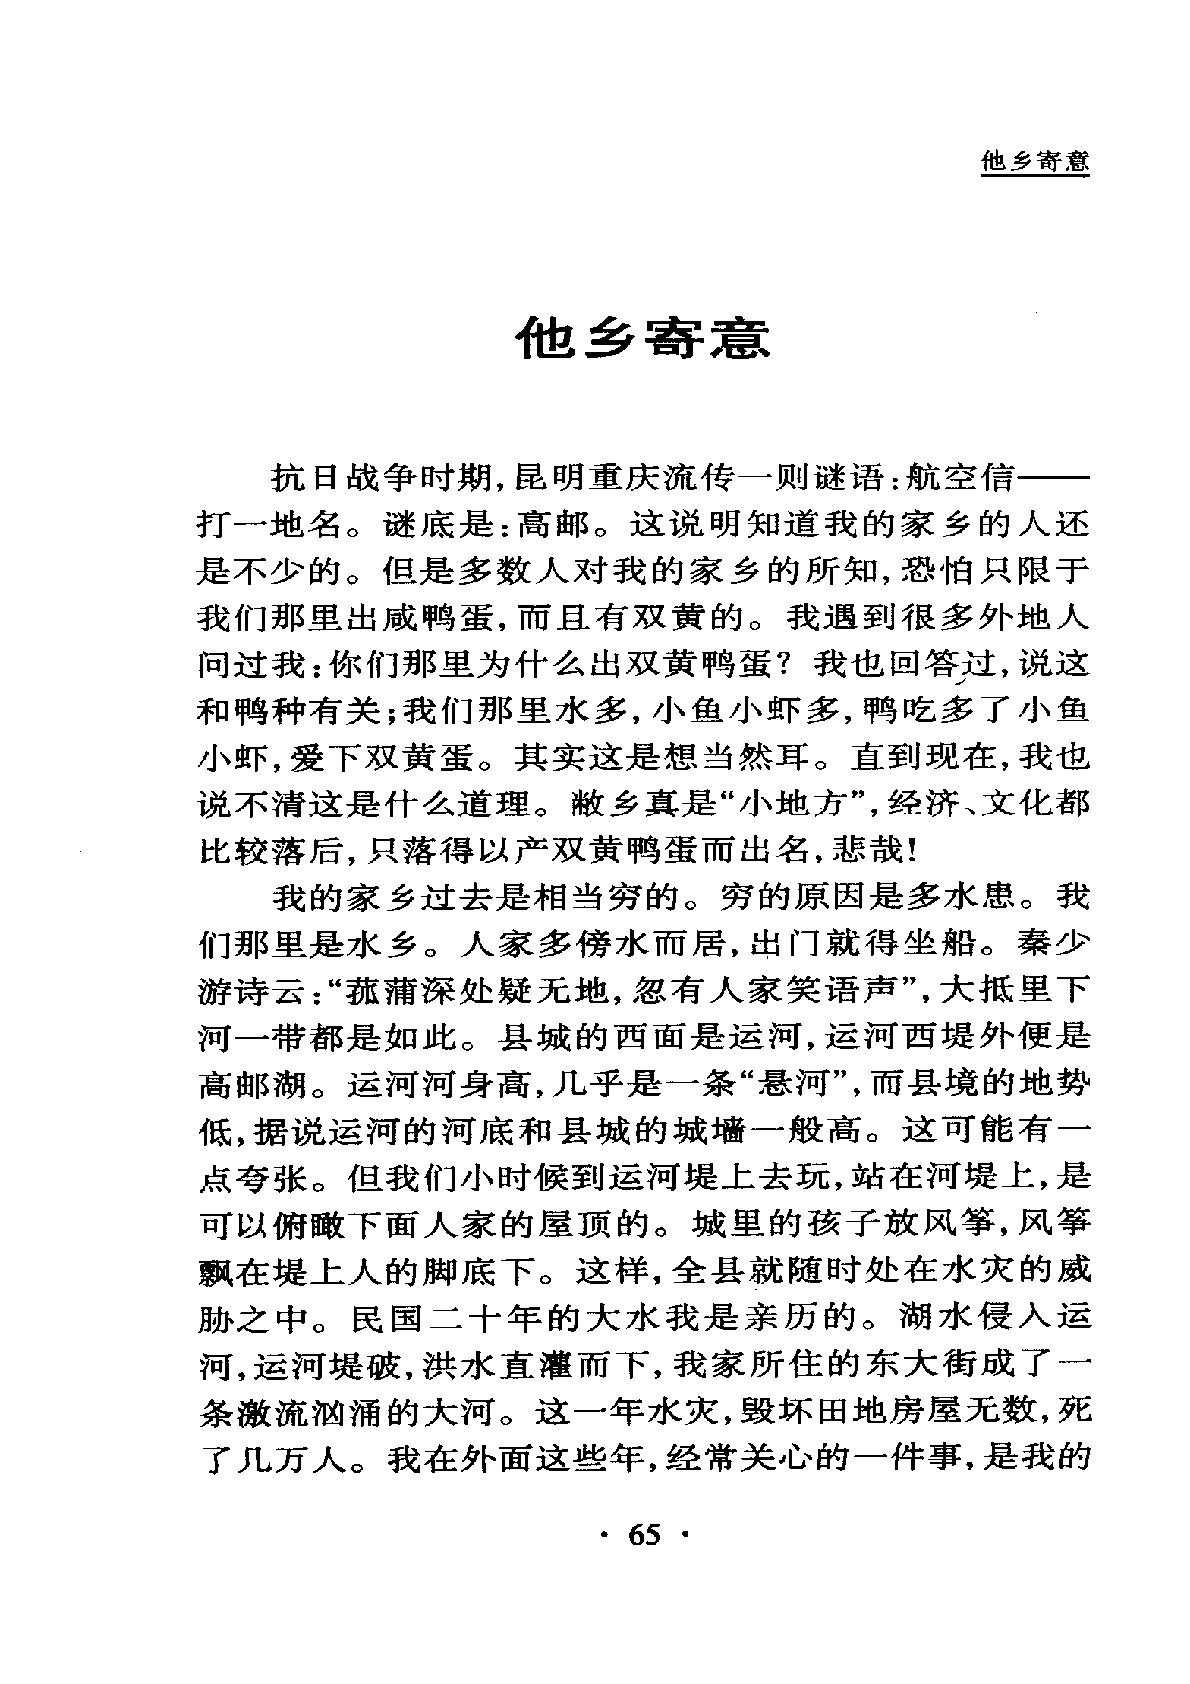 他乡寄意
他乡寄意
抗日战争时期,昆明重庆流传一则谜语:航空信——
打一地名。谜底是:高邮。这说明知道我的家乡的人还
是不少的。但是多数人对我的家乡的所知,恐怕只限于
我们那里出咸鸭蛋,而且有双黄的。我遇到很多外地人
问过我:你们那里为什么出双黄鸭蛋?我也回答过,说这
和鸭种有关;我们那里水多,小鱼小虾多,鸭吃多了小鱼
小虾,爱下双黄蛋。其实这是想当然耳。直到现在,我也
说不清这是什么道理。敝乡真是“小地方”,经济、文化都
比较落后,只落得以产双黄鸭蛋而出名,悲哉!
我的家乡过去是相当穷的。穷的原因是多水患。我
们那里是水乡。人家多傍水而居,出门就得坐船。秦少
游诗云:“菰蒲深处疑无地,忽有人家笑语声”,大抵里下
河一带都是如此。县城的西面是运河,运河西堤外便是
高邮湖。运河河身高,几乎是一条“悬河”,而县境的地势
低,据说运河的河底和县城的城墙一般高。这可能有一
点夸张。但我们小时候到运河堤上去玩,站在河堤上,是
可以俯瞰下面人家的屋顶的。城里的孩子放风筝,风筝
飘在堤上人的脚底下。这样,全县就随时处在水灾的威
胁之中。民国二十年的大水我是亲历的。湖水侵入运
河,运河堤破,洪水直灌而下,我家所住的东大街成了一
条激流汹涌的大河。这一年水灾,毁坏田地房屋无数,死
了几万人。我在外面这些年,经常关心的一件事,是我的
· 65 ·